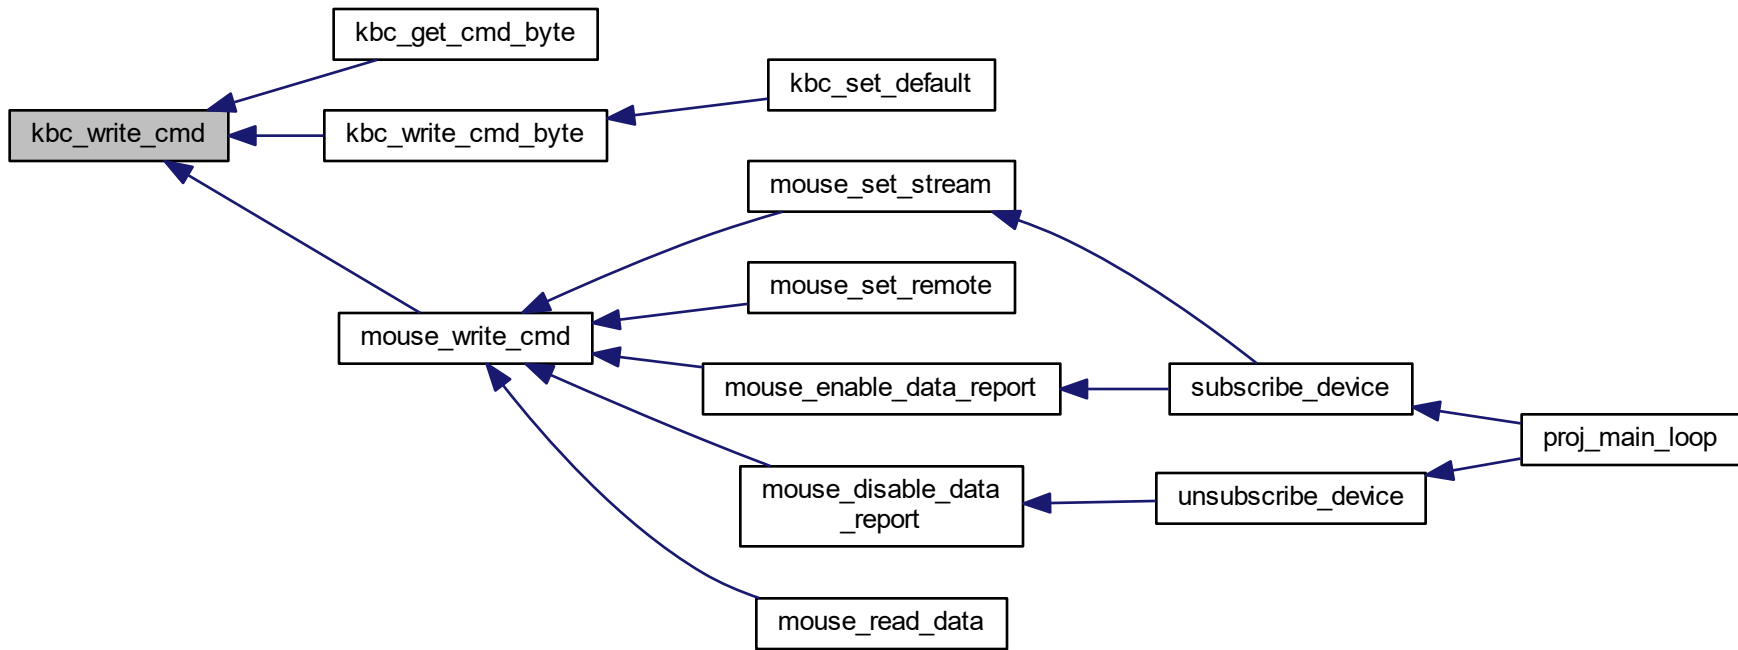 kbc_get_cmd_byte
kbc_set_default
kbc_write_cmd
kbc_write_cmd_byte
mouse_set_stream
mouse_set_remote
mouse_write_cmd
mouse_enable_data_report
subscribe_device
proj_main_loop
mouse_disable_data
_report
unsubscribe_device
mouse_read_data